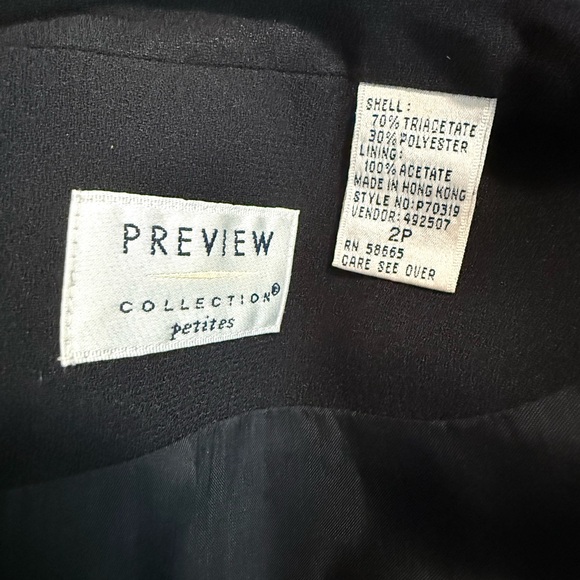 PREVIEW
COLLECTION®
petites
SHELL:
70% TRIACETATE
30% POLYESTER
LINING:
100% ACETATE
MADE IN HONG KONG
STYLE NO:P70319
VENDOR:492507
2P
RN 58665
CARE SEE OVER